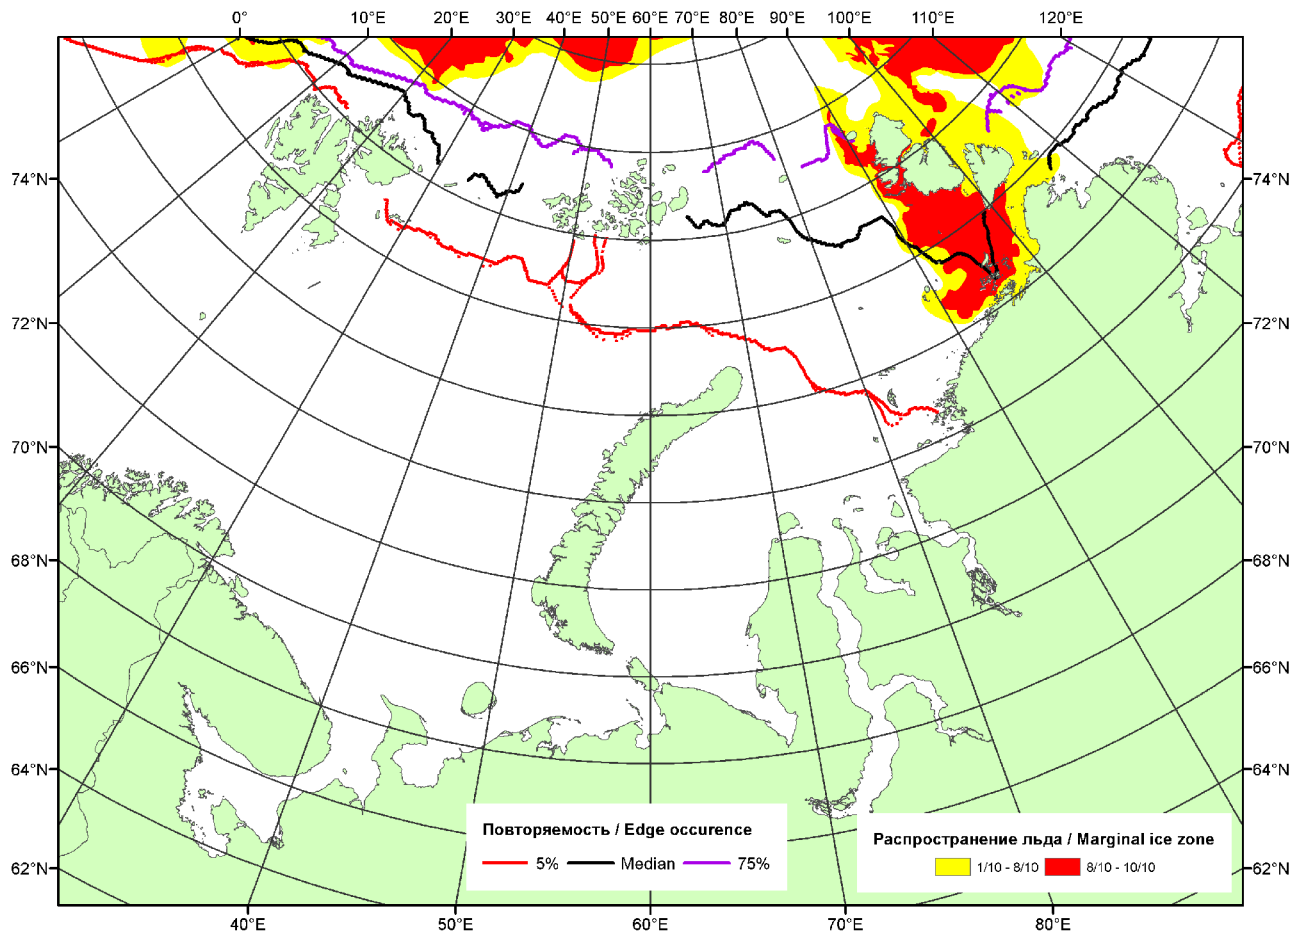 0° 10°E 20°E 30°E 40°E 50°E 60°E 70°E 80°E 90°E 100°E 110°E 120°E
74°N 74°N
72°N 72°N
70°N 70°N
68°N 68°N
66°N 66°N
64°N 64°N
62°N 62°N
Повторяемость / Edge occurence
5% Median 75%
Распространение льда / Marginal ice zone
1/10 - 8/10 8/10 - 10/10
40°E 50°E 60°E 70°E 80°E